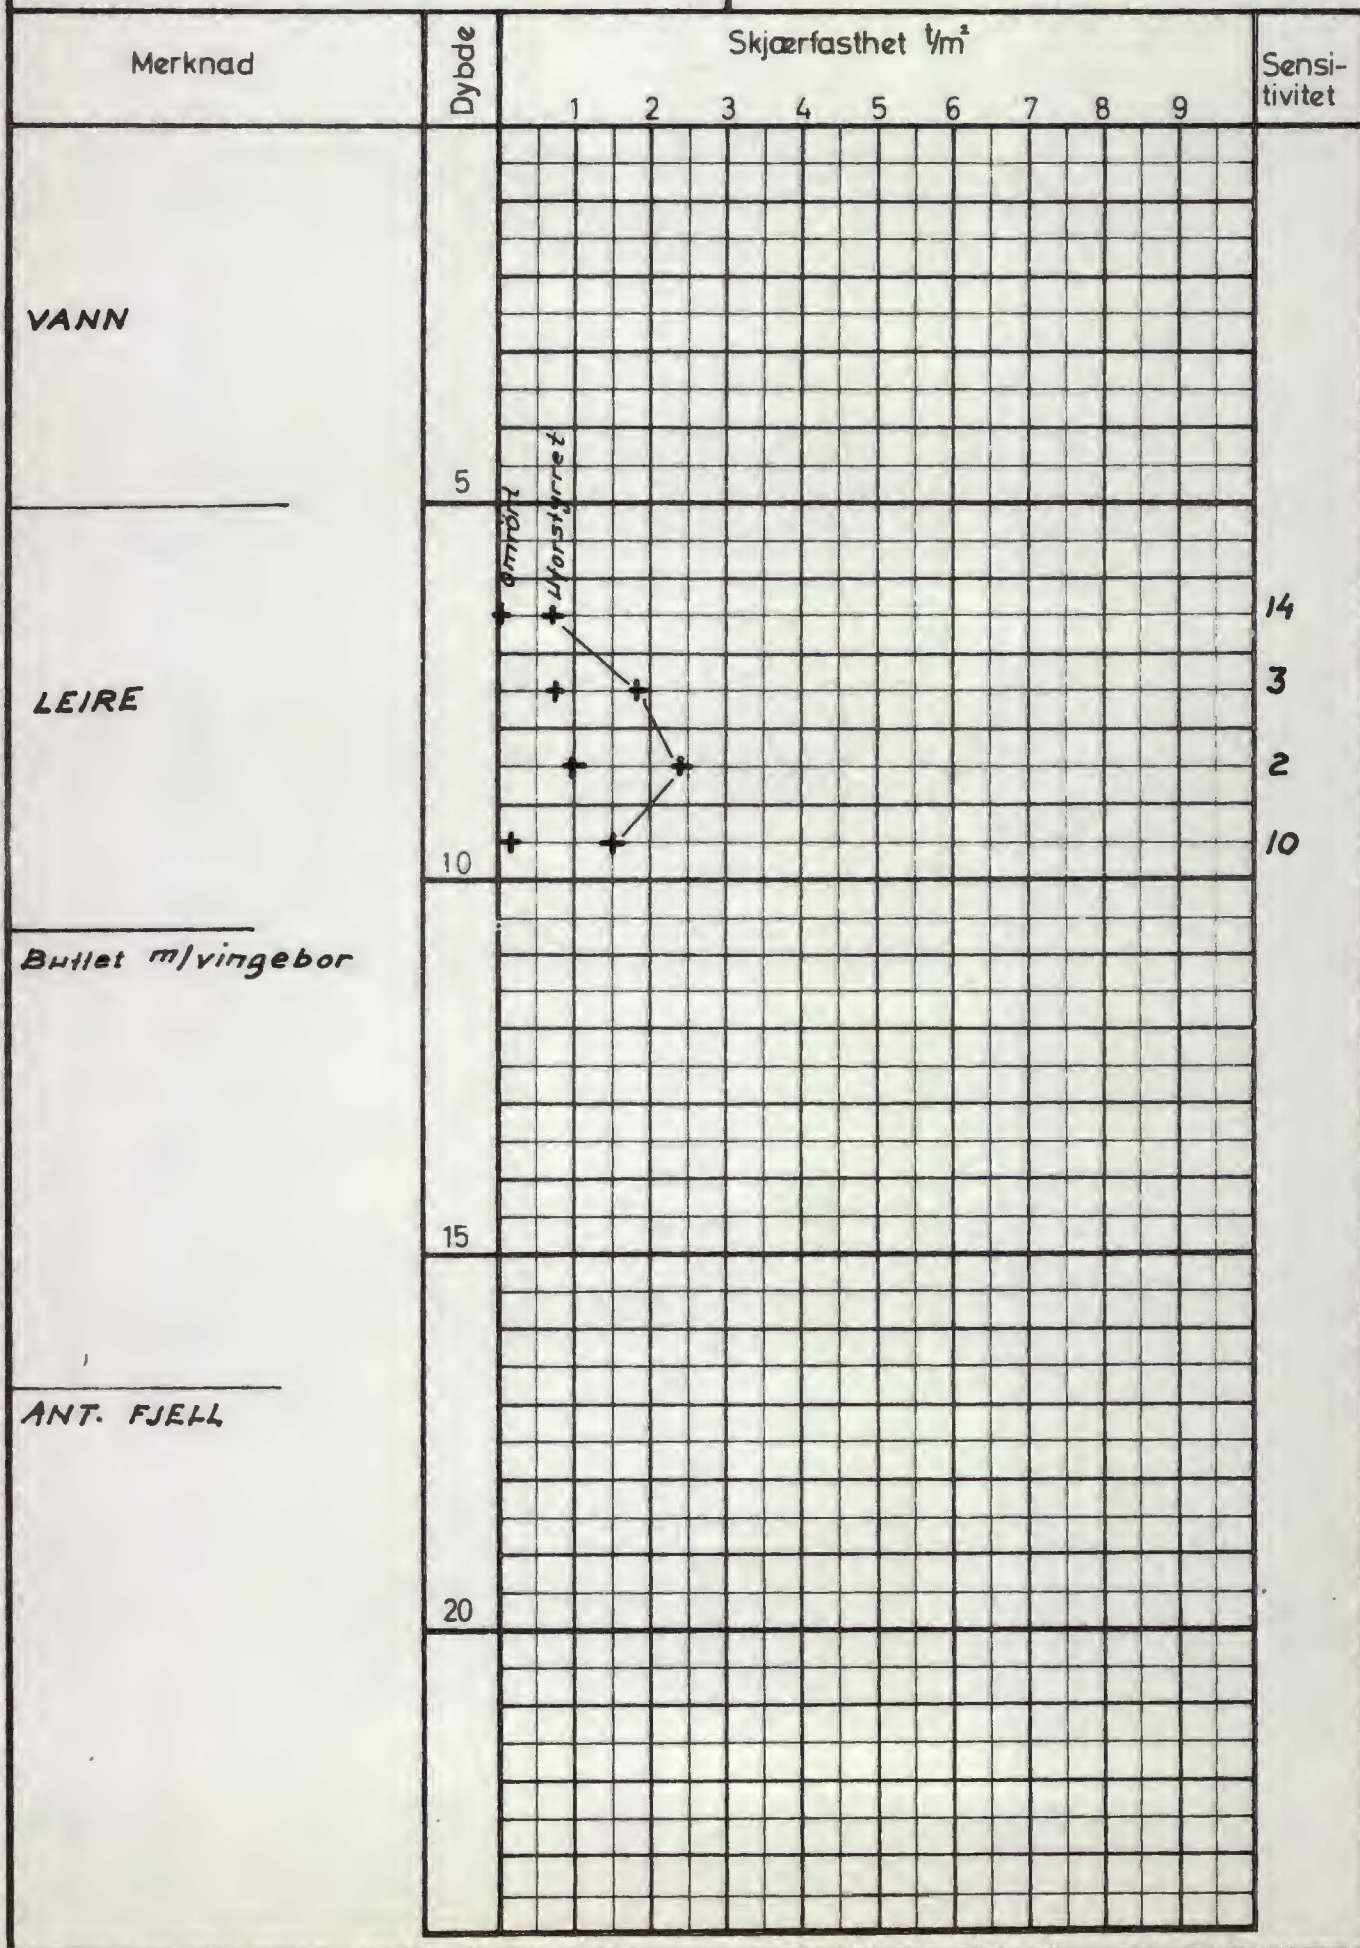 Merknad
Dybde
Skjærfasthet t/m²
Sensi-
tivitet
1 2 3 4 5 6 7 8 9
VANN
5
omrørt
Uforstyrret
14
3
LEIRE
2
10
10
Buttet m/vingebor
15
ANT. FJELL
20